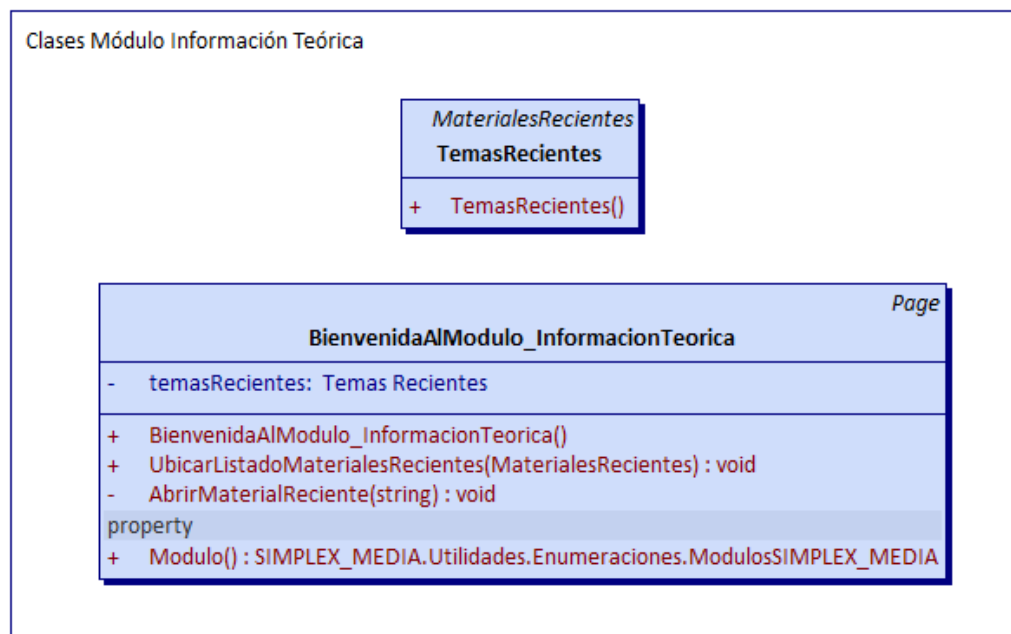 Clases Módulo Información Teórica
MaterialesRecientes
TemasRecientes
+ TemasRecientes()
Page
BienvenidaAlModulo_InformacionTeorica
- temasRecientes: Temas Recientes
+ BienvenidaAlModulo_InformacionTeorica()
+ UbicarListadoMaterialesRecientes(MaterialesRecientes) : void
- AbrirMaterialReciente(string) : void
property
+ Modulo() : SIMPLEX_MEDIA.Utilidades.Enumeraciones.ModulosSIMPLEX_MEDIA